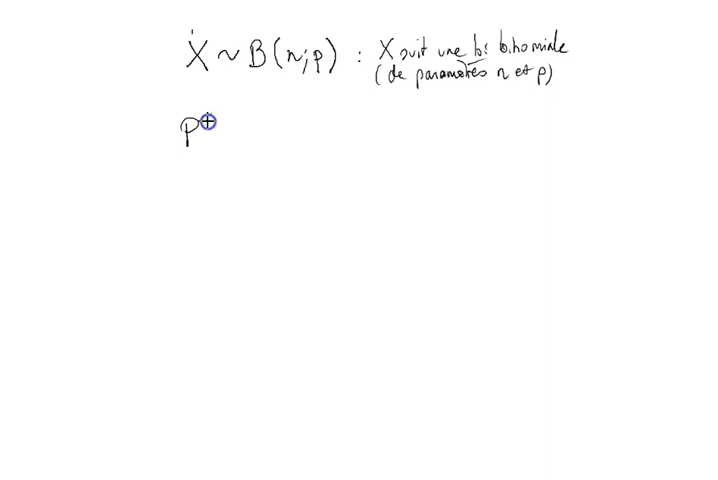 X ~ B(n;p) : X suit une loi binomiale
(de paramètres n et p)
P